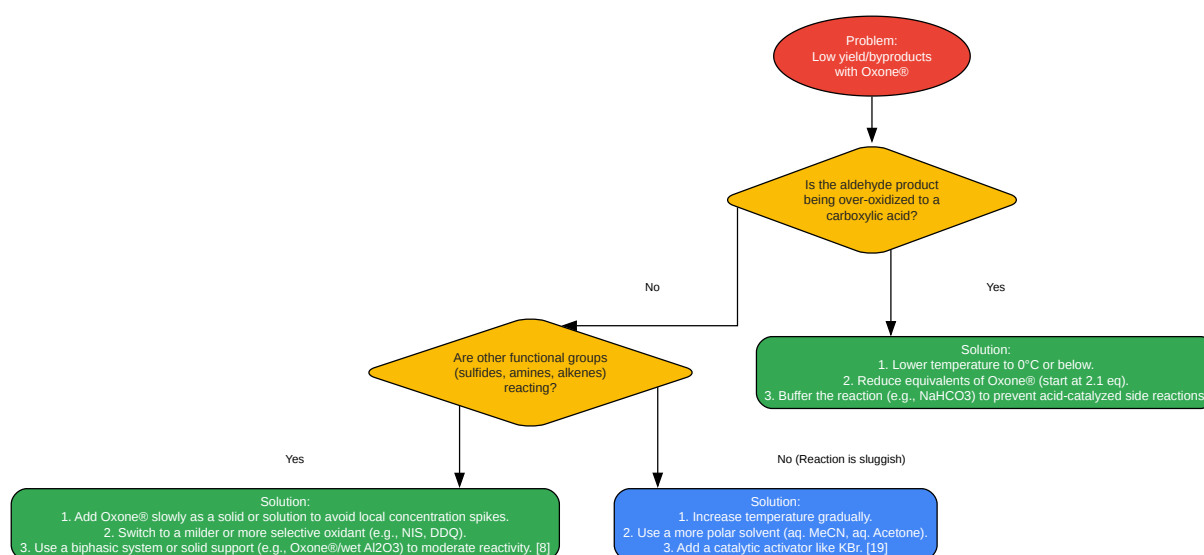 Problem:
Low yield/byproducts
with Oxone®
Is the aldehyde product
being over-oxidized to a
carboxylic acid?
No
Yes
Are other functional groups
(sulfides, amines, alkenes)
reacting?
Solution:
1. Lower temperature to 0°C or below.
2. Reduce equivalents of Oxone® (start at 2.1 eq).
3. Buffer the reaction (e.g., NaHCO3) to prevent acid-catalyzed side reactions
Yes
No (Reaction is sluggish)
Solution:
1. Add Oxone® slowly as a solid or solution to avoid local concentration spikes.
2. Switch to a milder or more selective oxidant (e.g., NIS, DDQ).
3. Use a biphasic system or solid support (e.g., Oxone®/wet Al2O3) to moderate reactivity. [8]
Solution:
1. Increase temperature gradually.
2. Use a more polar solvent (aq. MeCN, aq. Acetone).
3. Add a catalytic activator like KBr. [19]